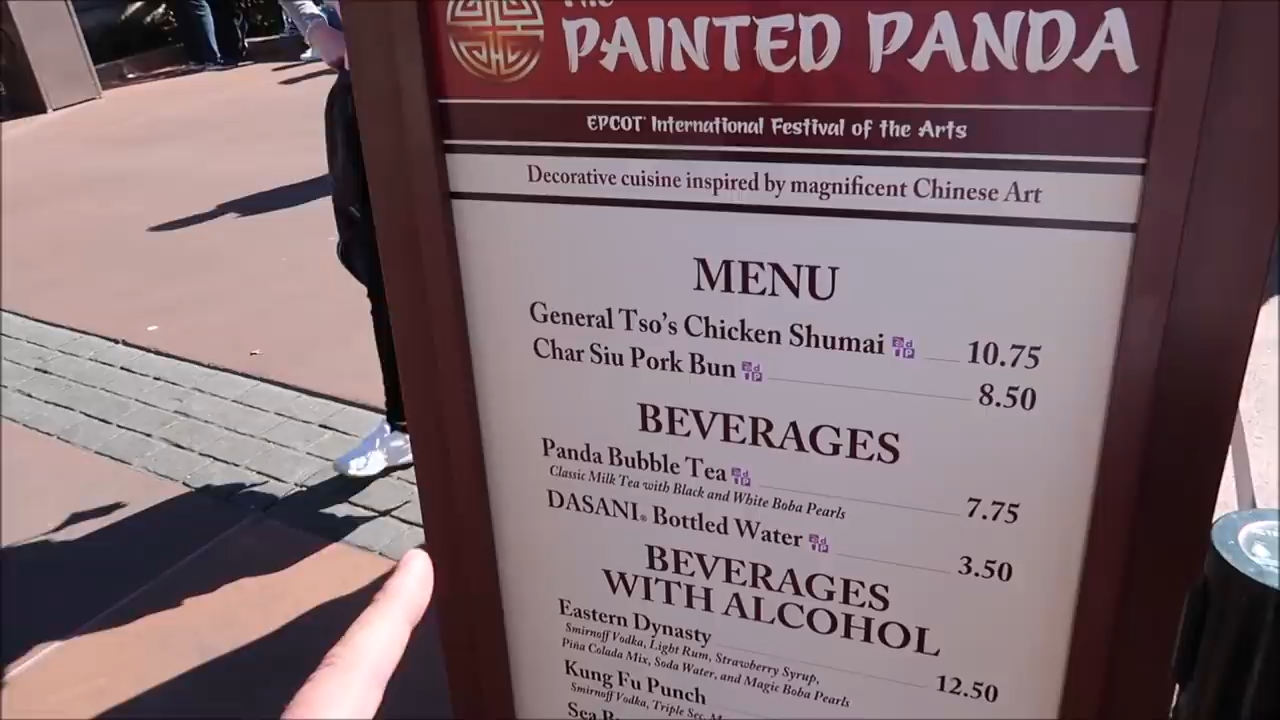 The
PAINTED PANDA
EPCOT International Festival of the Arts
Decorative cuisine inspired by magnificent Chinese Art
MENU
General Tso's Chicken Shumai 10.75
Char Siu Pork Bun 8.50
BEVERAGES
Panda Bubble Tea 7.75
Classic Milk Tea with Black and White Boba Pearls
DASANI® Bottled Water 3.50
BEVERAGES
WITH ALCOHOL
Eastern Dynasty 12.50
Smirnoff Vodka, Light Rum, Strawberry Syrup,
Piña Colada Mix, Soda Water, and Magic Boba Pearls
Kung Fu Punch
Smirnoff Vodka, Triple Sec,
Sea